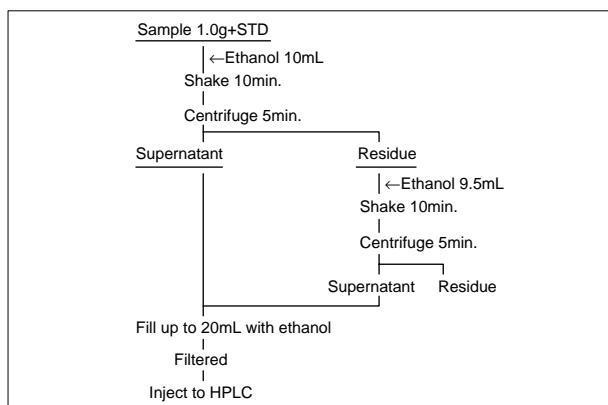 Sample 1.0g+STD
←Ethanol 10mL
Shake 10min.
Centrifuge 5min.
Supernatant
Residue
←Ethanol 9.5mL
Shake 10min.
Centrifuge 5min.
Supernatant
Residue
Fill up to 20mL with ethanol
Filtered
Inject to HPLC